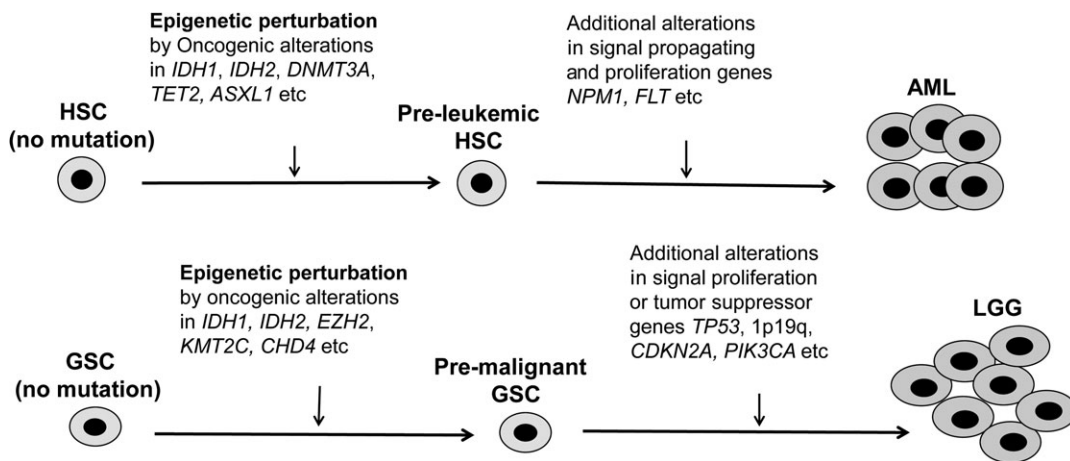 Epigenetic perturbation
by Oncogenic alterations
in IDH1, IDH2, DNMT3A,
TET2, ASXL1 etc
Additional alterations
in signal propagating
and proliferation genes
NPM1, FLT etc
HSC
(no mutation)
Pre-leukemic
HSC
AML
Epigenetic perturbation
by oncogenic alterations
in IDH1, IDH2, EZH2,
KMT2C, CHD4 etc
Additional alterations
in signal proliferation
or tumor suppressor
genes TP53, 1p19q,
CDKN2A, PIK3CA etc
GSC
(no mutation)
Pre-malignant
GSC
LGG